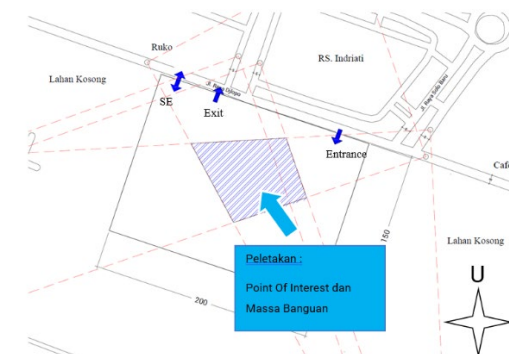 Ruko
RS. Indriati
Lahan Kosong
SE
Exit
Entrance
Cafe
150
Lahan Kosong
Peletakan :
Point Of Interest dan
Massa Banguan
200
U